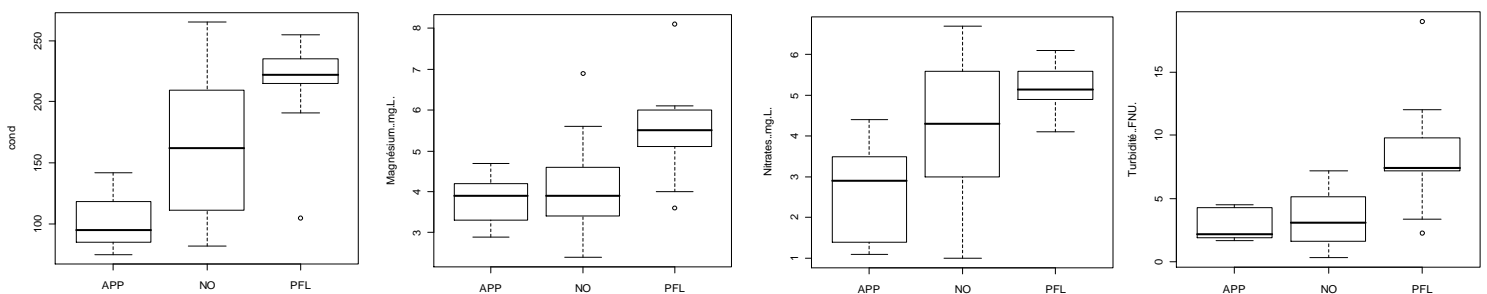 cond
100
150
200
250
APP NO PFL
Magnésium..mg.L.
3
4
5
6
7
8
APP NO PFL
Nitrates..mg.L.
1
2
3
4
5
6
APP NO PFL
Turbidité..FNU.
0
5
10
15
APP NO PFL